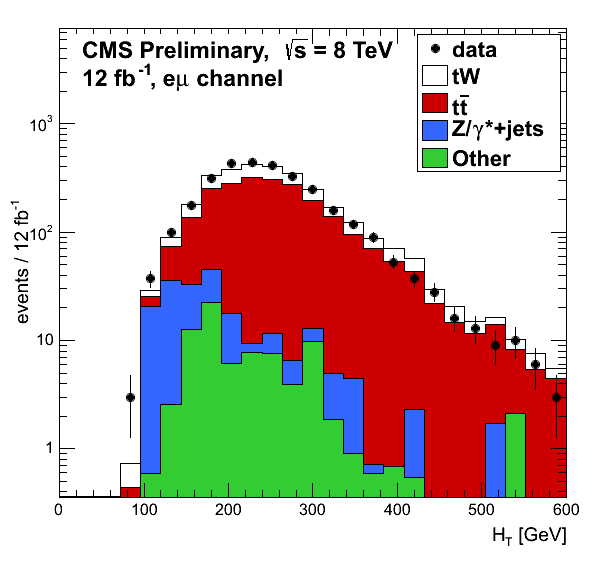 CMS Preliminary, √s = 8 TeV
12 fb⁻¹, eμ channel
data
tW
tt̅
Z/γ*+jets
Other
events / 12 fb⁻¹
10³
10²
10
1
0 100 200 300 400 500 600
H_T [GeV]